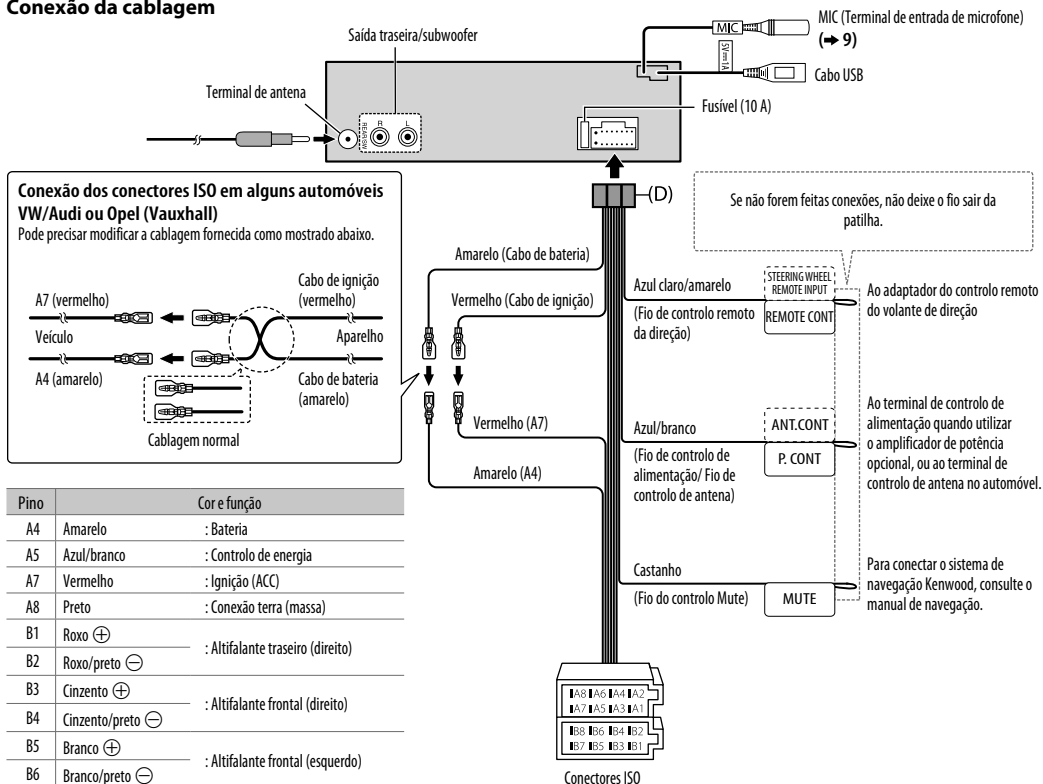 Conexão da cablagem
MIC (Terminal de entrada de microfone)
(➜ 9)
MIC
5V⎓1A
Cabo USB
Saída traseira/subwoofer
Terminal de antena
REAR/SW
R
L
Fusível (10 A)
(D)
Conexão dos conectores ISO em alguns automóveis
VW/Audi ou Opel (Vauxhall)
Pode precisar modificar a cablagem fornecida como mostrado abaixo.
A7 (vermelho)
Cabo de ignição
(vermelho)
Veículo
Aparelho
A4 (amarelo)
Cabo de bateria
(amarelo)
Cablagem normal
Amarelo (Cabo de bateria)
Vermelho (Cabo de ignição)
Vermelho (A7)
Amarelo (A4)
Se não forem feitas conexões, não deixe o fio sair da
patilha.
Azul claro/amarelo
(Fio de controlo remoto
da direção)
STEERING WHEEL
REMOTE INPUT
REMOTE CONT
Ao adaptador do controlo remoto
do volante de direção
Azul/branco
(Fio de controlo de
alimentação/ Fio de
controlo de antena)
ANT.CONT
P. CONT
Ao terminal de controlo de
alimentação quando utilizar
o amplificador de potência
opcional, ou ao terminal de
controlo de antena no automóvel.
Castanho
(Fio do controlo Mute)
MUTE
Para conectar o sistema de
navegação Kenwood, consulte o
manual de navegação.
Pino Cor e função
A4 Amarelo : Bateria
A5 Azul/branco : Controlo de energia
A7 Vermelho : Ignição (ACC)
A8 Preto : Conexão terra (massa)
B1 Roxo ⊕
: Altifalante traseiro (direito)
B2 Roxo/preto ⊖
B3 Cinzento ⊕
: Altifalante frontal (direito)
B4 Cinzento/preto ⊖
B5 Branco ⊕
: Altifalante frontal (esquerdo)
B6 Branco/preto ⊖
A8 A6 A4 A2
A7 A5 A3 A1
B8 B6 B4 B2
B7 B5 B3 B1
Conectores ISO